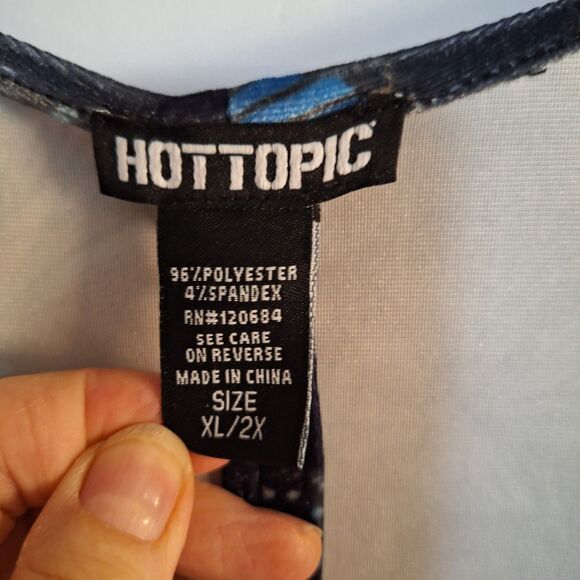 HOTTOPIC
96%POLYESTER
4%SPANDEX
RN#120684
SEE CARE
ON REVERSE
MADE IN CHINA
SIZE
XL/2X